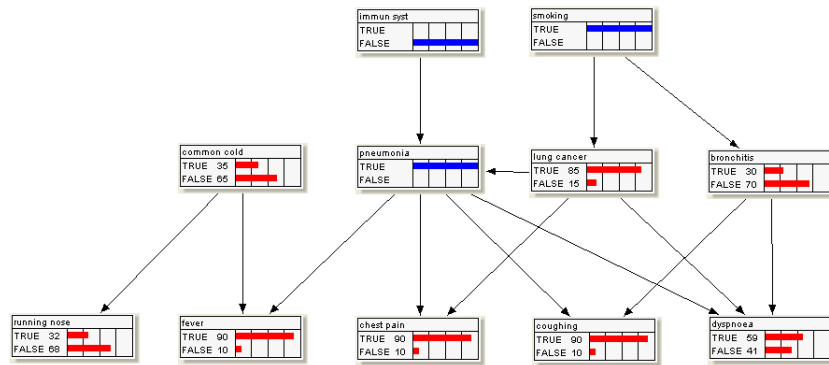 immun syst
TRUE
FALSE
smoking
TRUE
FALSE
common cold
TRUE 35
FALSE 65
pneumonia
TRUE
FALSE
lung cancer
TRUE 85
FALSE 15
bronchitis
TRUE 30
FALSE 70
running nose
TRUE 32
FALSE 68
fever
TRUE 90
FALSE 10
chest pain
TRUE 90
FALSE 10
coughing
TRUE 90
FALSE 10
dyspnoea
TRUE 59
FALSE 41